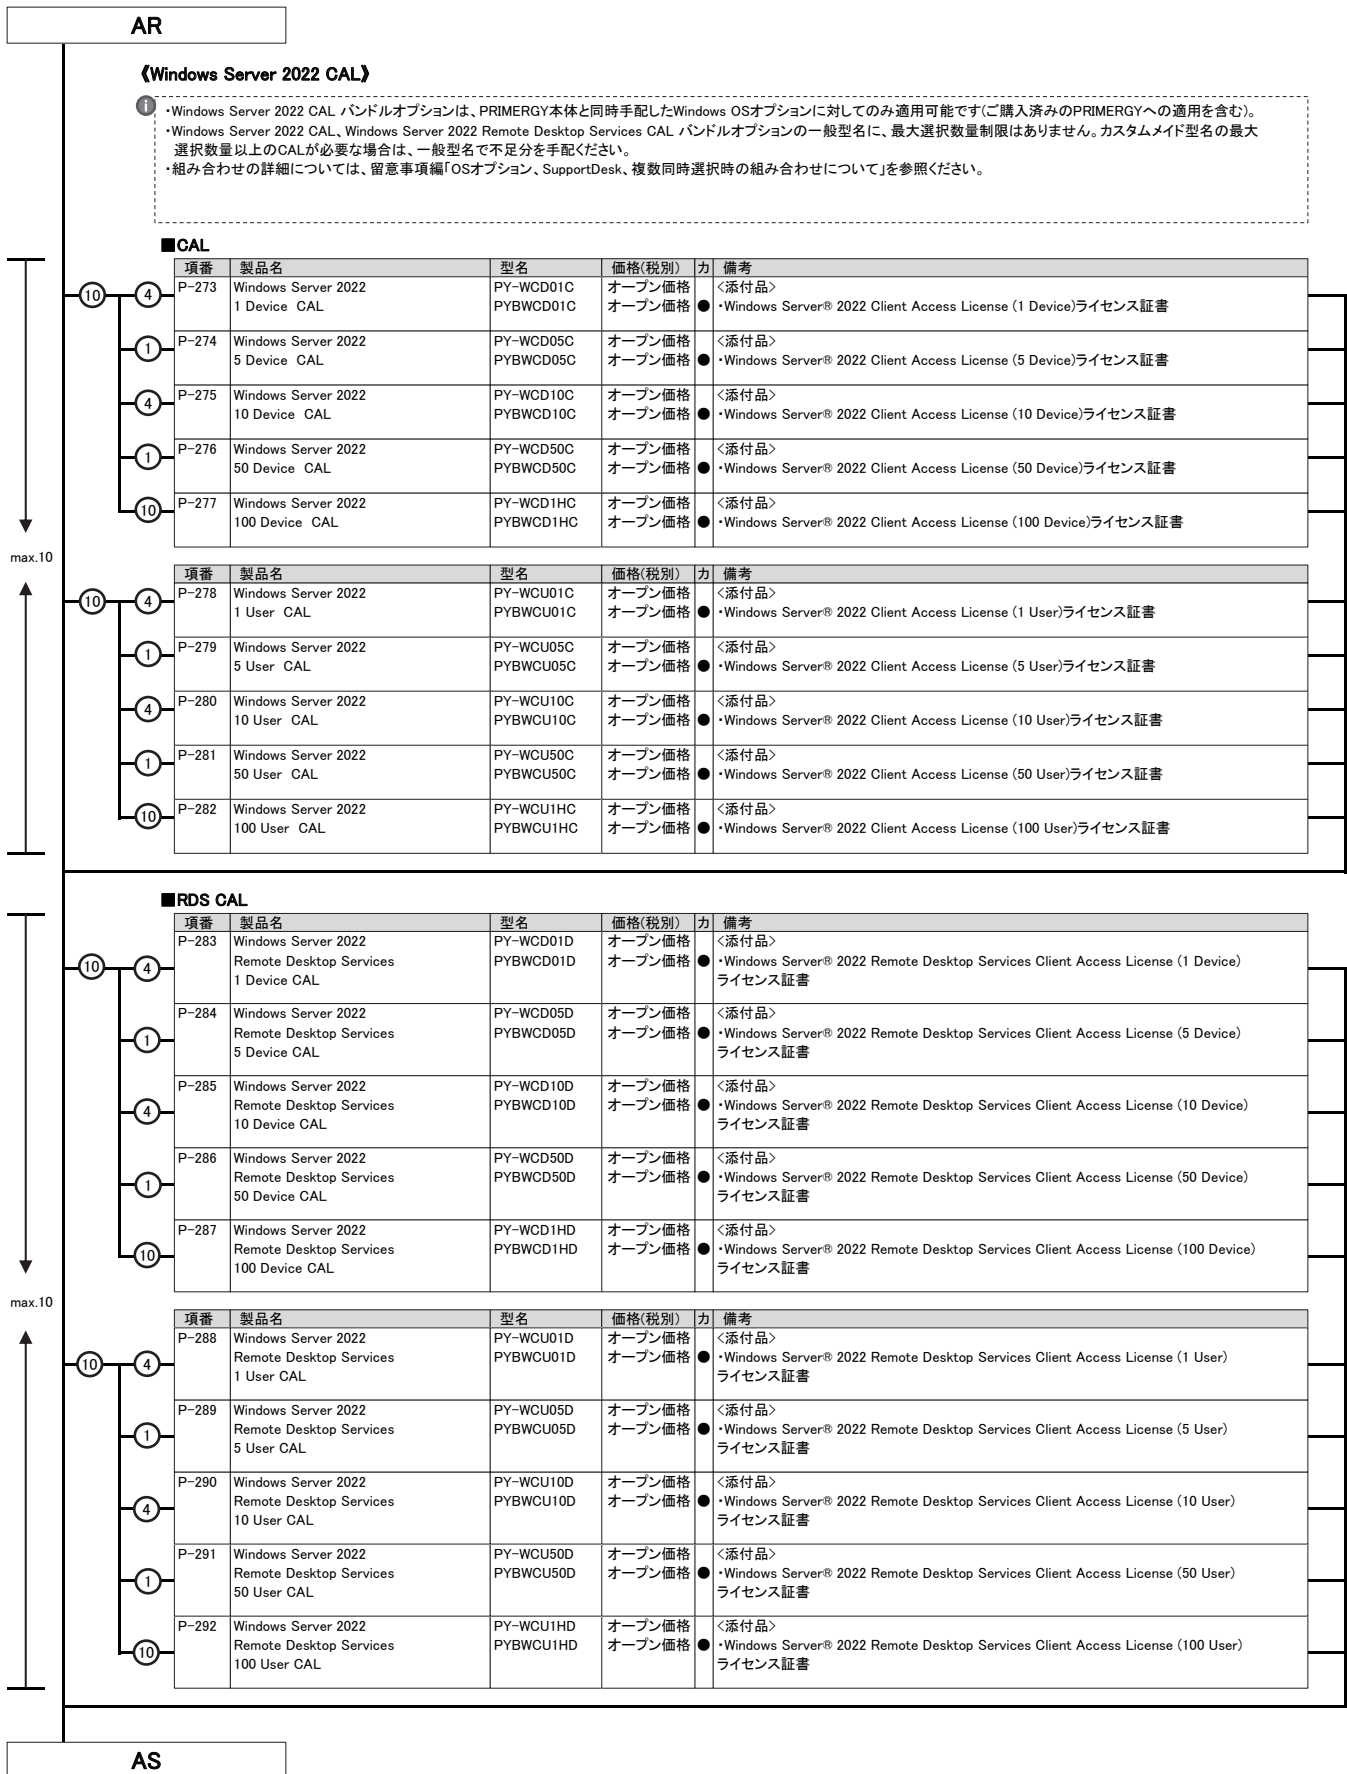 AR
《Windows Server 2022 CAL》
・Windows Server 2022 CAL バンドルオプションは、PRIMERGY本体と同時手配したWindows OSオプションに対してのみ適用可能です(ご購入済みのPRIMERGYへの適用を含む)。
・Windows Server 2022 CAL、Windows Server 2022 Remote Desktop Services CAL バンドルオプションの一般型名に、最大選択数量制限はありません。カスタムメイド型名の最大
選択数量以上のCALが必要な場合は、一般型名で不足分を手配ください。
・組み合わせの詳細については、留意事項編「OSオプション、SupportDesk、複数同時選択時の組み合わせについて」を参照ください。
■CAL
項番 製品名 型名 価格(税別) カ 備考
P-273 Windows Server 2022 PY-WCD01C オープン価格 <添付品>
10 4 1 Device CAL PYBWCD01C オープン価格 ● ・Windows Server® 2022 Client Access License (1 Device)ライセンス証書
P-274 Windows Server 2022 PY-WCD05C オープン価格 <添付品>
1 5 Device CAL PYBWCD05C オープン価格 ● ・Windows Server® 2022 Client Access License (5 Device)ライセンス証書
P-275 Windows Server 2022 PY-WCD10C オープン価格 <添付品>
4 10 Device CAL PYBWCD10C オープン価格 ● ・Windows Server® 2022 Client Access License (10 Device)ライセンス証書
P-276 Windows Server 2022 PY-WCD50C オープン価格 <添付品>
1 50 Device CAL PYBWCD50C オープン価格 ● ・Windows Server® 2022 Client Access License (50 Device)ライセンス証書
P-277 Windows Server 2022 PY-WCD1HC オープン価格 <添付品>
10 100 Device CAL PYBWCD1HC オープン価格 ● ・Windows Server® 2022 Client Access License (100 Device)ライセンス証書
max.10
項番 製品名 型名 価格(税別) カ 備考
P-278 Windows Server 2022 PY-WCU01C オープン価格 <添付品>
10 4 1 User CAL PYBWCU01C オープン価格 ● ・Windows Server® 2022 Client Access License (1 User)ライセンス証書
P-279 Windows Server 2022 PY-WCU05C オープン価格 <添付品>
1 5 User CAL PYBWCU05C オープン価格 ● ・Windows Server® 2022 Client Access License (5 User)ライセンス証書
P-280 Windows Server 2022 PY-WCU10C オープン価格 <添付品>
4 10 User CAL PYBWCU10C オープン価格 ● ・Windows Server® 2022 Client Access License (10 User)ライセンス証書
P-281 Windows Server 2022 PY-WCU50C オープン価格 <添付品>
1 50 User CAL PYBWCU50C オープン価格 ● ・Windows Server® 2022 Client Access License (50 User)ライセンス証書
P-282 Windows Server 2022 PY-WCU1HC オープン価格 <添付品>
10 100 User CAL PYBWCU1HC オープン価格 ● ・Windows Server® 2022 Client Access License (100 User)ライセンス証書
■RDS CAL
項番 製品名 型名 価格(税別) カ 備考
P-283 Windows Server 2022 PY-WCD01D オープン価格 <添付品>
10 4 Remote Desktop Services PYBWCD01D オープン価格 ● ・Windows Server® 2022 Remote Desktop Services Client Access License (1 Device)
1 Device CAL ライセンス証書
P-284 Windows Server 2022 PY-WCD05D オープン価格 <添付品>
1 Remote Desktop Services PYBWCD05D オープン価格 ● ・Windows Server® 2022 Remote Desktop Services Client Access License (5 Device)
5 Device CAL ライセンス証書
P-285 Windows Server 2022 PY-WCD10D オープン価格 <添付品>
4 Remote Desktop Services PYBWCD10D オープン価格 ● ・Windows Server® 2022 Remote Desktop Services Client Access License (10 Device)
10 Device CAL ライセンス証書
P-286 Windows Server 2022 PY-WCD50D オープン価格 <添付品>
1 Remote Desktop Services PYBWCD50D オープン価格 ● ・Windows Server® 2022 Remote Desktop Services Client Access License (50 Device)
50 Device CAL ライセンス証書
P-287 Windows Server 2022 PY-WCD1HD オープン価格 <添付品>
10 Remote Desktop Services PYBWCD1HD オープン価格 ● ・Windows Server® 2022 Remote Desktop Services Client Access License (100 Device)
100 Device CAL ライセンス証書
max.10
項番 製品名 型名 価格(税別) カ 備考
P-288 Windows Server 2022 PY-WCU01D オープン価格 <添付品>
10 4 Remote Desktop Services PYBWCU01D オープン価格 ● ・Windows Server® 2022 Remote Desktop Services Client Access License (1 User)
1 User CAL ライセンス証書
P-289 Windows Server 2022 PY-WCU05D オープン価格 <添付品>
1 Remote Desktop Services PYBWCU05D オープン価格 ● ・Windows Server® 2022 Remote Desktop Services Client Access License (5 User)
5 User CAL ライセンス証書
P-290 Windows Server 2022 PY-WCU10D オープン価格 <添付品>
4 Remote Desktop Services PYBWCU10D オープン価格 ● ・Windows Server® 2022 Remote Desktop Services Client Access License (10 User)
10 User CAL ライセンス証書
P-291 Windows Server 2022 PY-WCU50D オープン価格 <添付品>
1 Remote Desktop Services PYBWCU50D オープン価格 ● ・Windows Server® 2022 Remote Desktop Services Client Access License (50 User)
50 User CAL ライセンス証書
P-292 Windows Server 2022 PY-WCU1HD オープン価格 <添付品>
10 Remote Desktop Services PYBWCU1HD オープン価格 ● ・Windows Server® 2022 Remote Desktop Services Client Access License (100 User)
100 User CAL ライセンス証書
AS